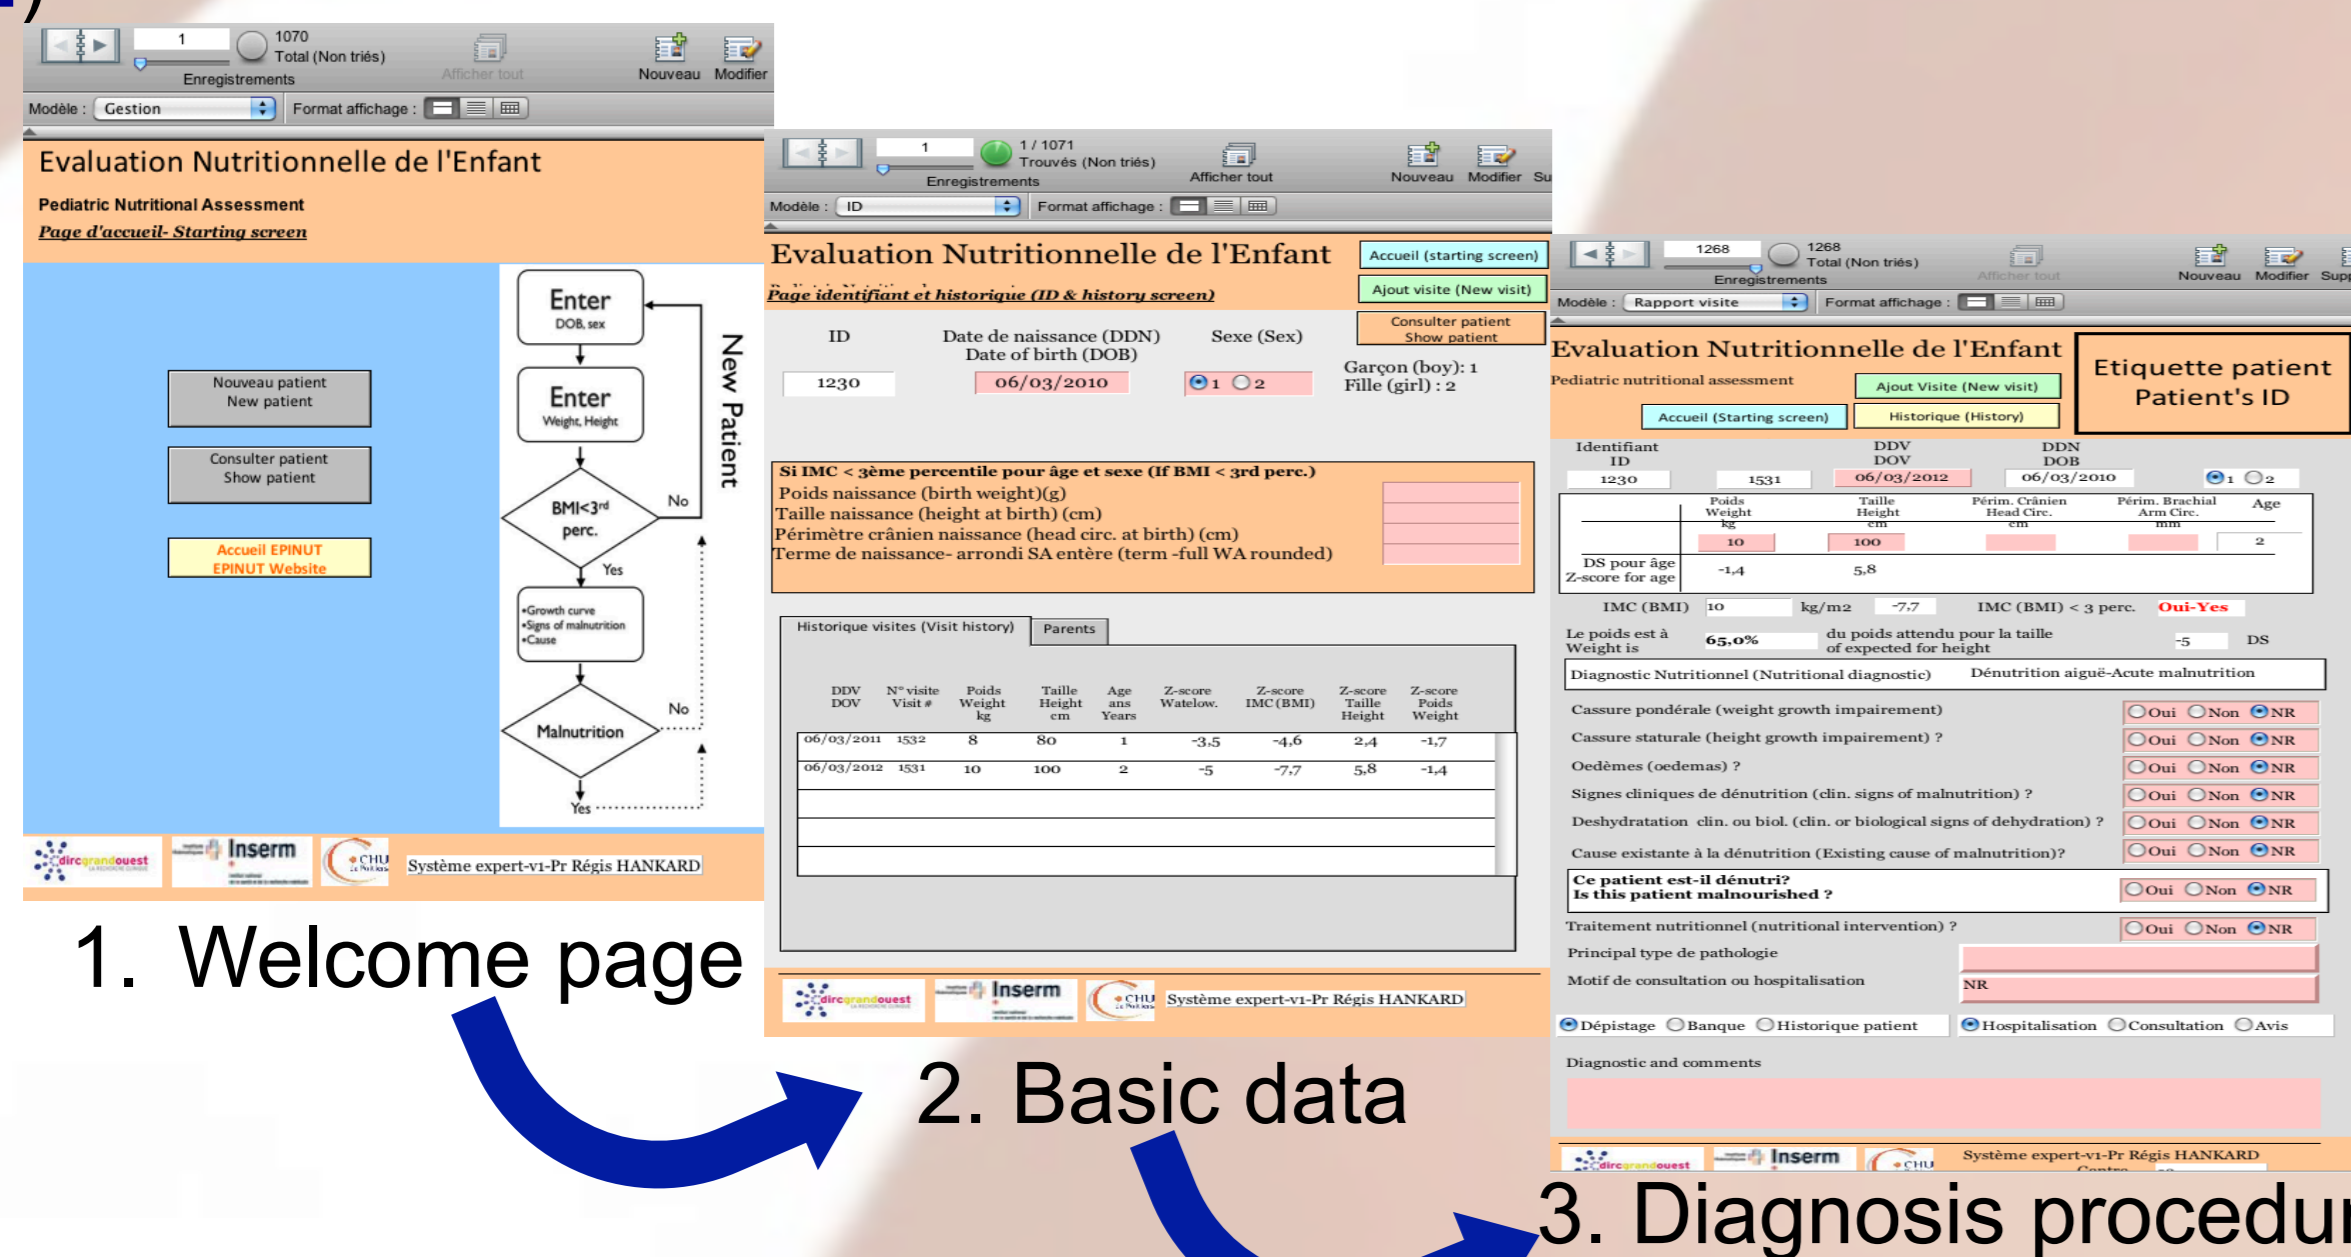 1
1070
Total (Non triés)
Enregistrements
Afficher tout
Nouveau Modifier
Modèle : Gestion
Format affichage :
Evaluation Nutritionnelle de l'Enfant
Pediatric Nutritional Assessment
Page d'accueil- Starting screen
Nouveau patient
New patient
Consulter patient
Show patient
Accueil EPINUT
EPINUT Website
Enter
DOB, sex
Enter
Weight, Height
BMI<3rd
perc.
No
Yes
New Patient
•Growth curve
•Signs of malnutrition
•Cause
Malnutrition
No
Yes
dircgrandouest
Inserm
CHU
Système expert-v1-Pr Régis HANKARD
1. Welcome page
1
1 / 1071
Trouvés (Non triés)
Enregistrements
Afficher tout
Nouveau Modifier Su
Modèle : ID
Format affichage :
Evaluation Nutritionnelle de l'Enfant
Page identifiant et historique (ID & history screen)
Accueil (starting screen)
Ajout visite (New visit)
Consulter patient
Show patient
ID
Date de naissance (DDN)
Date of birth (DOB)
Sexe (Sex)
1230
06/03/2010
1 2
Garçon (boy): 1
Fille (girl) : 2
Si IMC < 3ème percentile pour âge et sexe (If BMI < 3rd perc.)
Poids naissance (birth weight)(g)
Taille naissance (height at birth) (cm)
Périmètre crânien naissance (head circ. at birth) (cm)
Terme de naissance- arrondi SA entère (term -full WA rounded)
Historique visites (Visit history)
Parents
DDV N° visite Poids Taille Age Z-score Z-score Z-score Z-score
DOV Visit # Weight Height ans Watelow. IMC (BMI) Taille Poids
kg cm Years Height Weight
06/03/2011 1532 8 80 1 -3,5 -4,6 2,4 -1,7
06/03/2012 1531 10 100 2 -5 -7,7 5,8 -1,4
dircgrandouest
Inserm
CHU
Système expert-v1-Pr Régis HANKARD
2. Basic data
1268
1268
Total (Non triés)
Enregistrements
Afficher tout
Nouveau Modifier Supp
Modèle : Rapport visite
Format affichage :
Evaluation Nutritionnelle de l'Enfant
Pediatric nutritional assessment
Ajout Visite (New visit)
Accueil (Starting screen)
Historique (History)
Etiquette patient
Patient's ID
Identifiant DDV DDN
ID DOV DOB
1230 1531 06/03/2012 06/03/2010 1 2
Poids Taille Périm. Crânien Périm. Brachial Age
Weight Height Head Circ. Arm Circ.
kg cm cm mm
10 100 2
DS pour âge
Z-score for age
-1,4 5,8
IMC (BMI) 10 kg/m2 -7,7 IMC (BMI) < 3 perc. Oui-Yes
Le poids est à
Weight is
65,0%
du poids attendu pour la taille
of expected for height
-5 DS
Diagnostic Nutritionnel (Nutritional diagnostic) Dénutrition aiguë-Acute malnutrition
Cassure pondérale (weight growth impairement) Oui Non NR
Cassure staturale (height growth impairement) ? Oui Non NR
Oedèmes (oedemas) ? Oui Non NR
Signes cliniques de dénutrition (clin. signs of malnutrition) ? Oui Non NR
Deshydratation clin. ou biol. (clin. or biological signs of dehydration) ? Oui Non NR
Cause existante à la dénutrition (Existing cause of malnutrition)? Oui Non NR
Ce patient est-il dénutri?
Is this patient malnourished ?
Oui Non NR
Traitement nutritionnel (nutritional intervention) ? Oui Non NR
Principal type de pathologie
Motif de consultation ou hospitalisation NR
Dépistage Banque Historique patient Hospitalisation Consultation Avis
Diagnostic and comments
dircgrandouest
Inserm
CHU
Système expert-v1-Pr Régis HANKARD
3. Diagnosis procedur